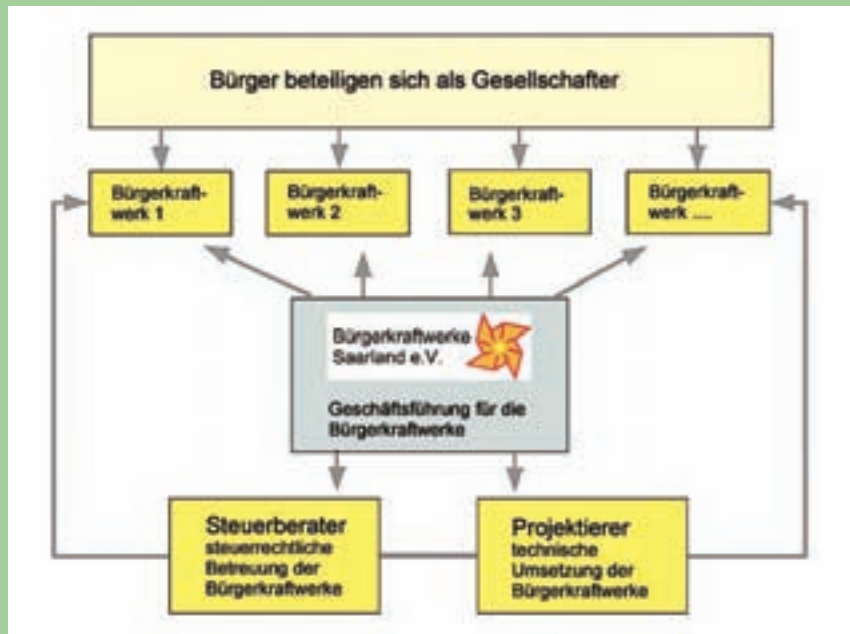 Bürger beteiligen sich als Gesellschafter
Bürgerkraft-
werk 1
Bürgerkraft-
werk 2
Bürgerkraft-
werk 3
Bürgerkraft-
werk ....
Bürgerkraftwerke
Saarland e.V.
Geschäftsführung für die
Bürgerkraftwerke
Steuerberater
steuerrechtliche
Betreuung der
Bürgerkraftwerke
Projektierer
technische
Umsetzung der
Bürgerkraftwerke